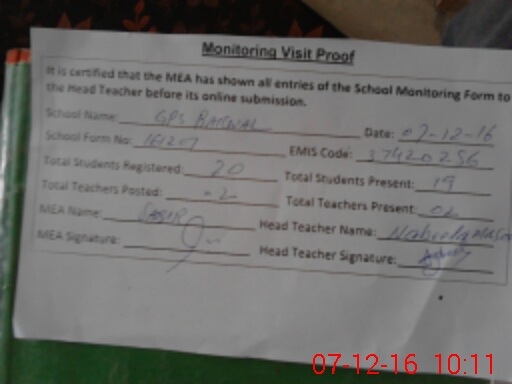 Monitoring Visit Proof
It is certified that the MEA has shown all entries of the School Monitoring Form to
the Head Teacher before its online submission.
School Name: GPS Date: 07-12-16
School Form No: 161207 EMIS Code: 37420256
Total Students Registered: 20 Total Students Present: 19
Total Teachers Posted: 02 Total Teachers Present: 02
MEA Name: SABIR Head Teacher Name:
MEA Signature: Head Teacher Signature:
07-12-16 10:11